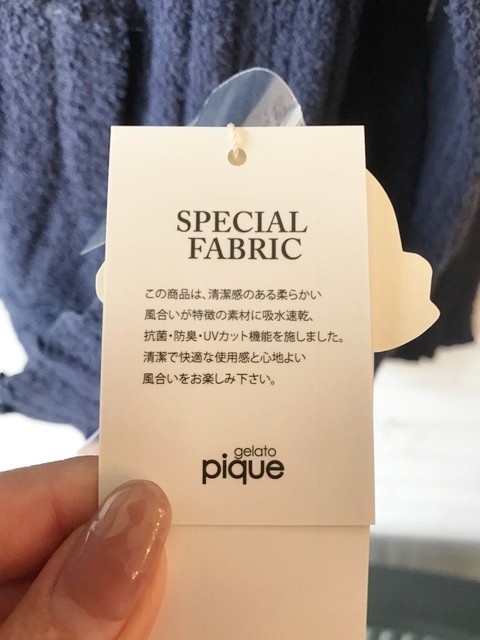 SPECIAL
FABRIC
この商品は、清潔感のある柔らかい
風合いが特徴の素材に吸水速乾、
抗菌・防臭・UVカット機能を施しました。
清潔で快適な使用感と心地よい
風合いをお楽しみ下さい。
gelato
pique